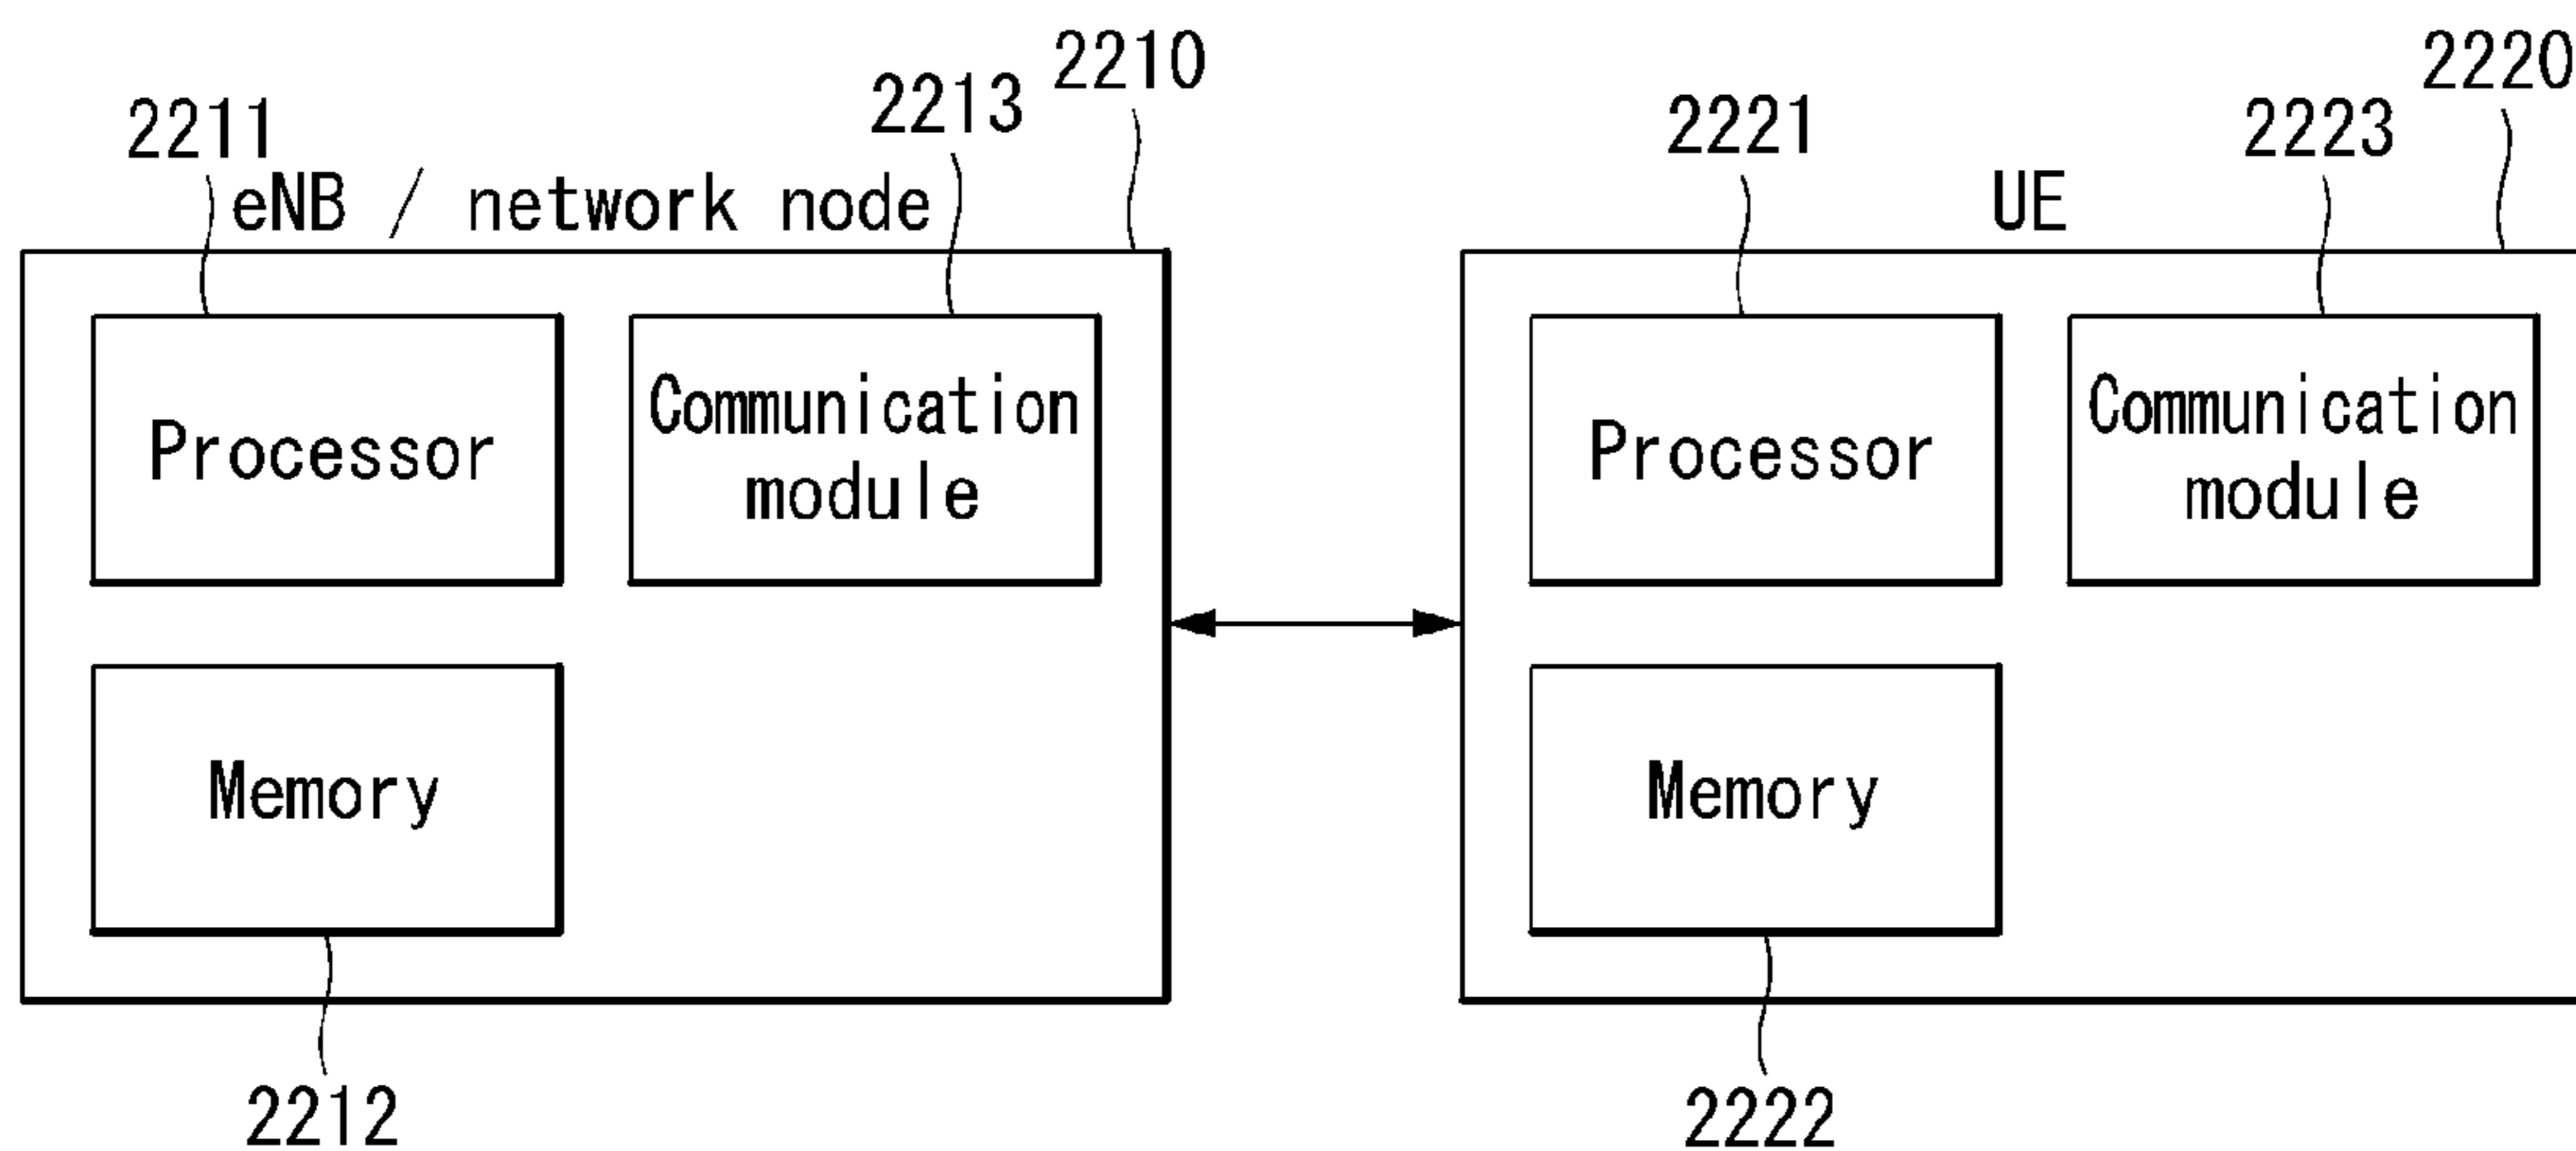 2210
2220
2213
2221
2223
2211
eNB / network node
UE
Processor
Communication
module
Processor
Communication
module
Memory
Memory
2212
2222